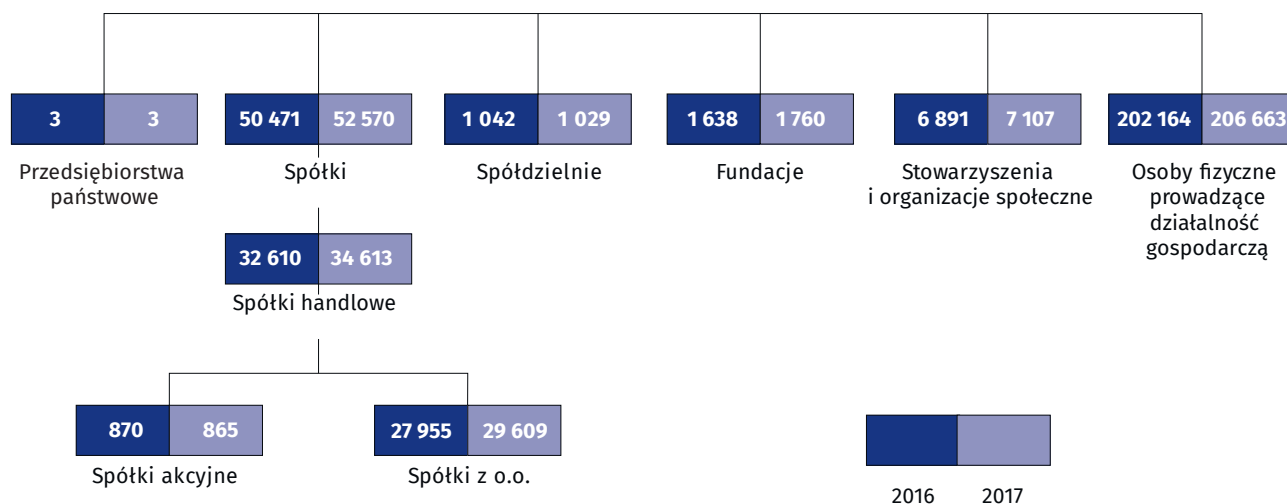 3 3
50 471 52 570
1 042 1 029
1 638 1 760
6 891 7 107
202 164 206 663
Przedsiębiorstwa
państwowe
Spółki
Spółdzielnie
Fundacje
Stowarzyszenia
i organizacje społeczne
Osoby fizyczne
prowadzące
działalność
gospodarczą
32 610 34 613
Spółki handlowe
870 865
Spółki akcyjne
27 955 29 609
Spółki z o.o.
2016 2017